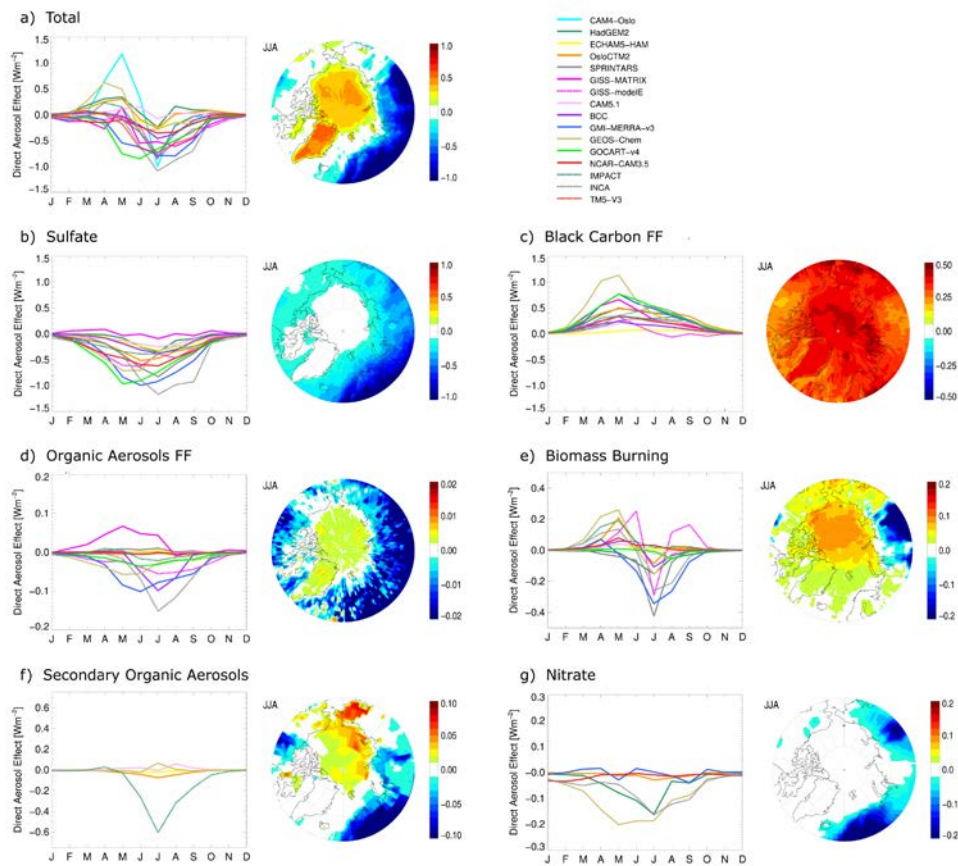 a) Total
Direct Aerosol Effect [Wm⁻²]
1.5
1.0
0.5
0.0
−0.5
−1.0
−1.5
J F M A M J J A S O N D
JJA
1.0
0.5
0.0
−0.5
−1.0
CAM4−Oslo
HadGEM2
ECHAM5−HAM
OsloCTM2
SPRINTARS
GISS−MATRIX
GISS−modelE
CAM5.1
BCC
GMI−MERRA−v3
GEOS−Chem
GOCART−v4
NCAR−CAM3.5
IMPACT
INCA
TM5−V3
b) Sulfate
Direct Aerosol Effect [Wm⁻²]
1.5
1.0
0.5
0.0
−0.5
−1.0
−1.5
J F M A M J J A S O N D
JJA
1.0
0.5
0.0
−0.5
−1.0
c) Black Carbon FF
Direct Aerosol Effect [Wm⁻²]
1.5
1.0
0.5
0.0
−0.5
−1.0
−1.5
J F M A M J J A S O N D
JJA
0.50
0.25
0.00
−0.25
−0.50
d) Organic Aerosols FF
Direct Aerosol Effect [Wm⁻²]
0.2
0.1
0.0
−0.1
−0.2
J F M A M J J A S O N D
JJA
0.02
0.01
0.00
−0.01
−0.02
e) Biomass Burning
Direct Aerosol Effect [Wm⁻²]
0.4
0.2
0.0
−0.2
−0.4
J F M A M J J A S O N D
JJA
0.2
0.1
0.0
−0.1
−0.2
f) Secondary Organic Aerosols
Direct Aerosol Effect [Wm⁻²]
0.6
0.4
0.2
0.0
−0.2
−0.4
−0.6
J F M A M J J A S O N D
JJA
0.10
0.05
0.00
−0.05
−0.10
g) Nitrate
Direct Aerosol Effect [Wm⁻²]
0.3
0.2
0.1
−0.0
−0.1
−0.2
−0.3
J F M A M J J A S O N D
JJA
0.2
0.1
0.0
−0.1
−0.2